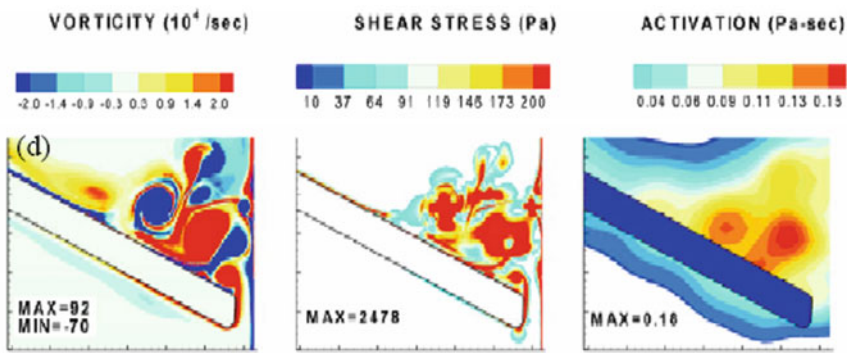 VORTICITY (10⁴ /sec) SHEAR STRESS (Pa) ACTIVATION (Pa-sec)
-2.0 -1.4 -0.9 -0.3 0.3 0.9 1.4 2.0 10 37 64 91 119 146 173 200 0.04 0.06 0.09 0.11 0.13 0.15
(d)
MAX=92
MIN=-70
MAX=2478
MAX=0.16